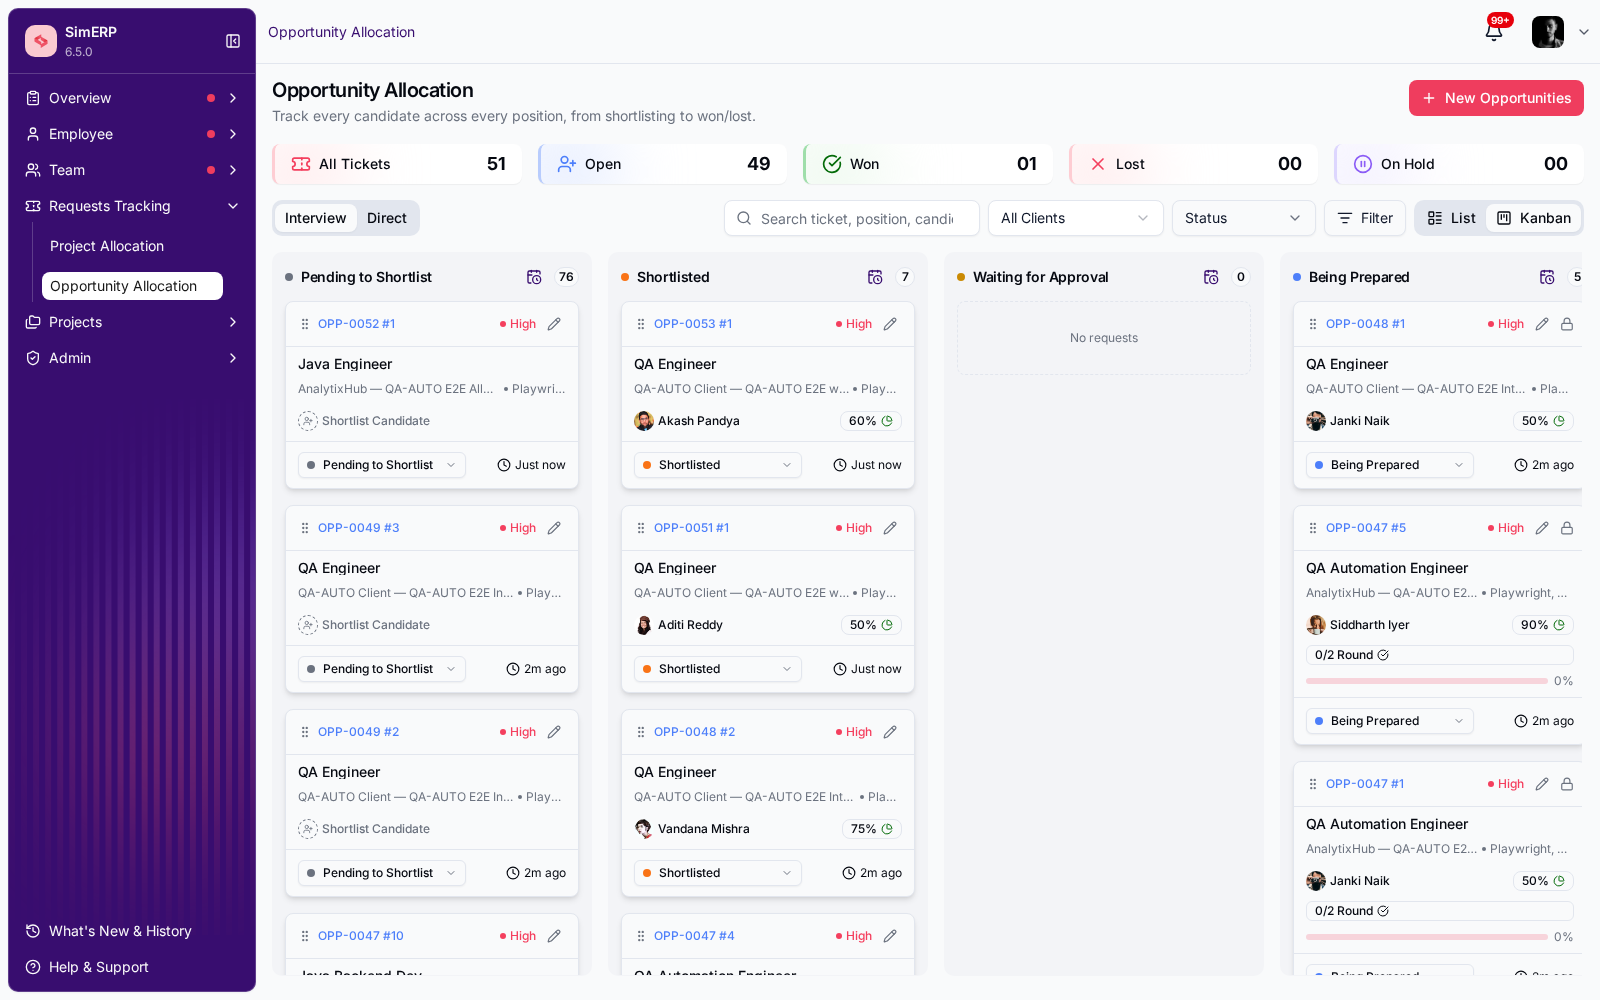 SimERP
6.5.0
Overview
Employee
Team
Requests Tracking
Project Allocation
Opportunity Allocation
Projects
Admin
What's New & History
Help & Support
Opportunity Allocation
99+
Opportunity Allocation
Track every candidate across every position, from shortlisting to won/lost.
New Opportunities
All Tickets 51
Open 49
Won 01
Lost 00
On Hold 00
Interview Direct
Search ticket, position, candi
All Clients
Status
Filter
List
Kanban
Pending to Shortlist 76
OPP-0052 #1 High
Java Engineer
AnalytixHub — QA-AUTO E2E All... • Playwri...
Shortlist Candidate
Pending to Shortlist Just now
OPP-0049 #3 High
QA Engineer
QA-AUTO Client — QA-AUTO E2E In... • Play...
Shortlist Candidate
Pending to Shortlist 2m ago
OPP-0049 #2 High
QA Engineer
QA-AUTO Client — QA-AUTO E2E In... • Play...
Shortlist Candidate
Pending to Shortlist 2m ago
OPP-0047 #10 High
Java Backend Dev
Shortlisted 7
OPP-0053 #1 High
QA Engineer
QA-AUTO Client — QA-AUTO E2E w... • Play...
Akash Pandya 60%
Shortlisted Just now
OPP-0051 #1 High
QA Engineer
QA-AUTO Client — QA-AUTO E2E w... • Play...
Aditi Reddy 50%
Shortlisted Just now
OPP-0048 #2 High
QA Engineer
QA-AUTO Client — QA-AUTO E2E Int... • Pla...
Vandana Mishra 75%
Shortlisted 2m ago
OPP-0047 #4 High
QA Automation Engineer
Waiting for Approval 0
No requests
Being Prepared 5
OPP-0048 #1 High
QA Engineer
QA-AUTO Client — QA-AUTO E2E Int... • Pla...
Janki Naik 50%
Being Prepared 2m ago
OPP-0047 #5 High
QA Automation Engineer
AnalytixHub — QA-AUTO E2... • Playwright, ...
Siddharth Iyer 90%
0/2 Round
0%
Being Prepared 2m ago
OPP-0047 #1 High
QA Automation Engineer
AnalytixHub — QA-AUTO E2... • Playwright, ...
Janki Naik 50%
0/2 Round
0%
Being Prepared 2m ago